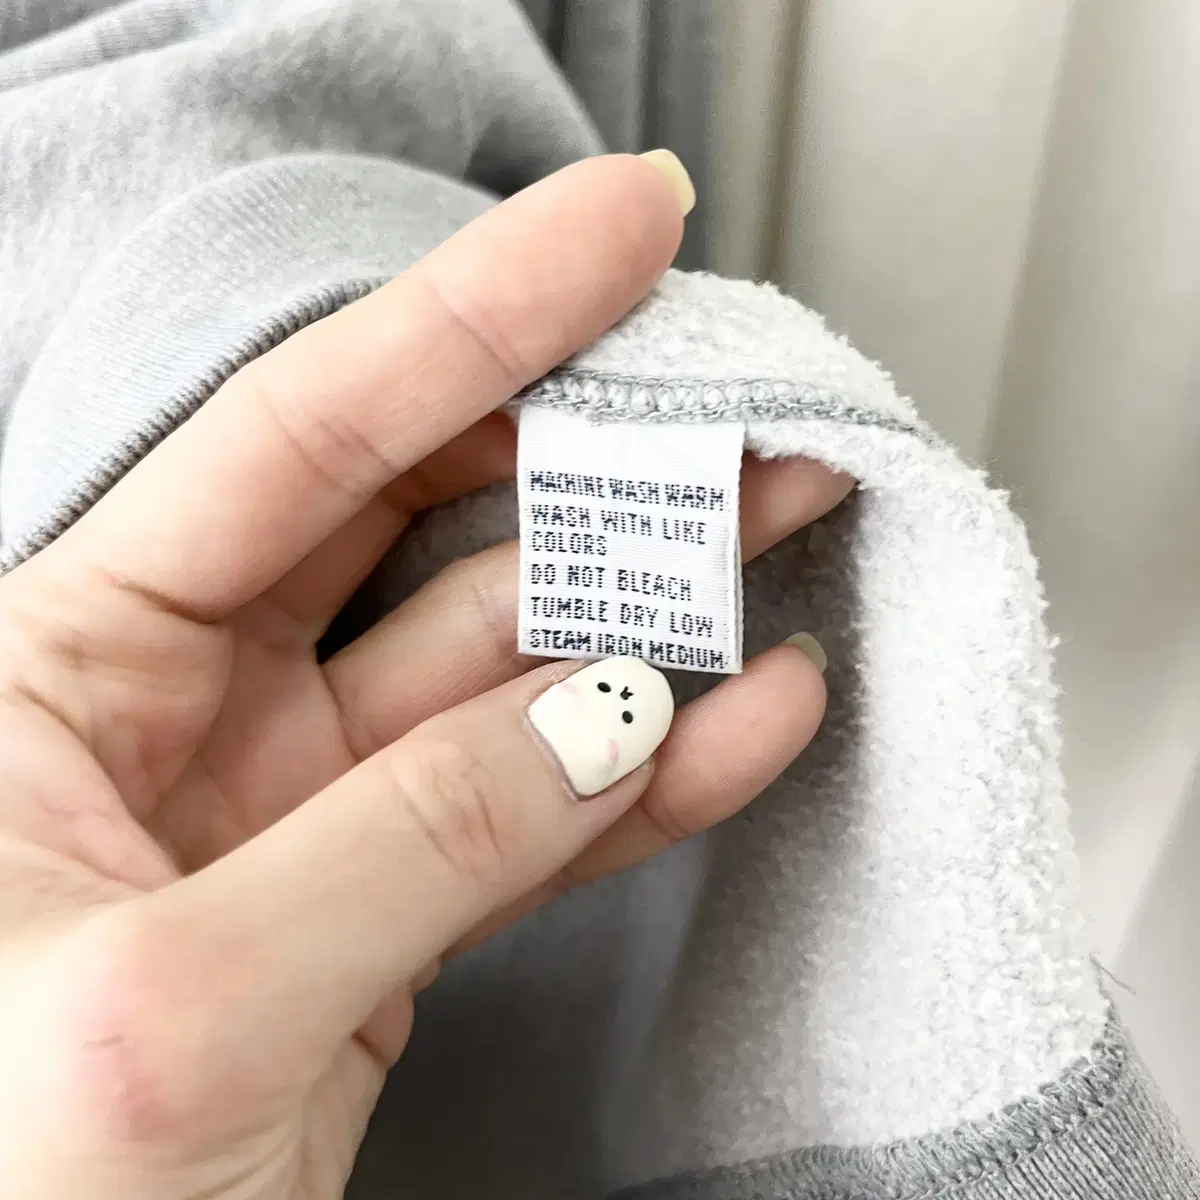 MACHINE WASH WARM
WASH WITH LIKE
COLORS
DO NOT BLEACH
TUMBLE DRY LOW
STEAM IRON MEDIUM